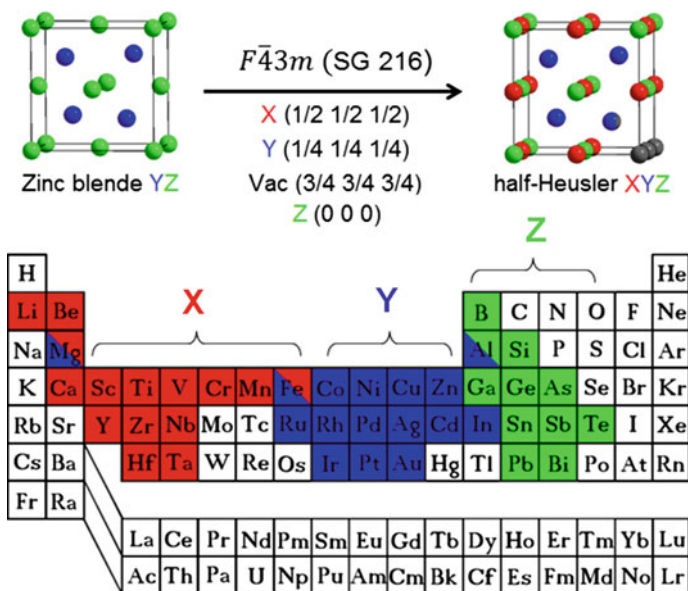 F4̄3m (SG 216)
X (1/2 1/2 1/2)
Y (1/4 1/4 1/4)
Vac (3/4 3/4 3/4)
Z (0 0 0)
Zinc blende YZ
half-Heusler XYZ
X Y Z
H He
Li Be B C N O F Ne
Na Mg Al Si P S Cl Ar
K Ca Sc Ti V Cr Mn Fe Co Ni Cu Zn Ga Ge As Se Br Kr
Rb Sr Y Zr Nb Mo Tc Ru Rh Pd Ag Cd In Sn Sb Te I Xe
Cs Ba Hf Ta W Re Os Ir Pt Au Hg Tl Pb Bi Po At Rn
Fr Ra
La Ce Pr Nd Pm Sm Eu Gd Tb Dy Ho Er Tm Yb Lu
Ac Th Pa U Np Pu Am Cm Bk Cf Es Fm Md No Lr